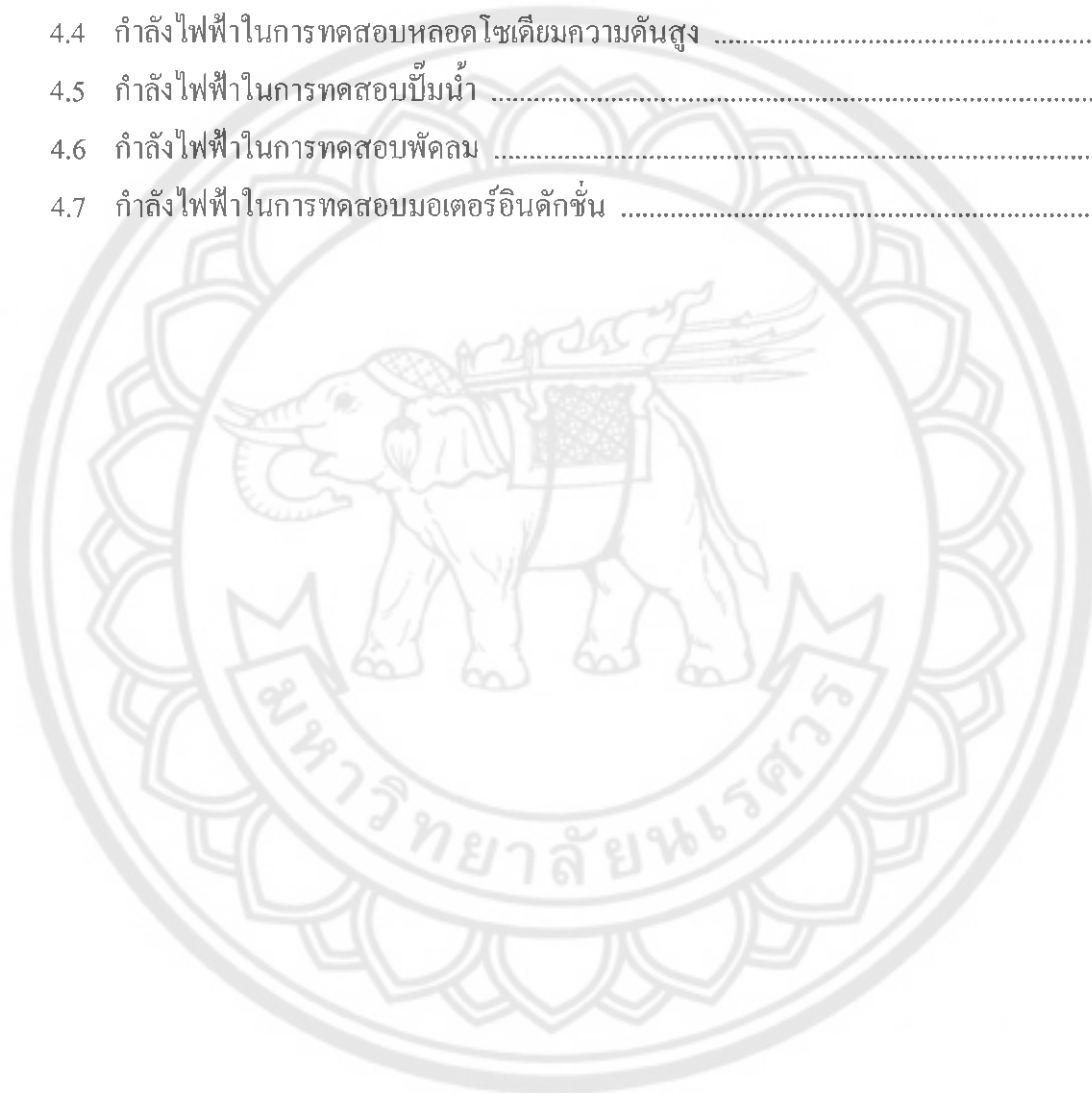 4.4 กำลังไฟฟ้าในการทดสอบหลอดโซเดียมความดันสูง ................................................
4.5 กำลังไฟฟ้าในการทดสอบปั๊มน้ำ ................................................
4.6 กำลังไฟฟ้าในการทดสอบพัดลม ................................................
4.7 กำลังไฟฟ้าในการทดสอบมอเตอร์อินดักชั่น ................................................
มหาวิทยาลัยนเรศวร